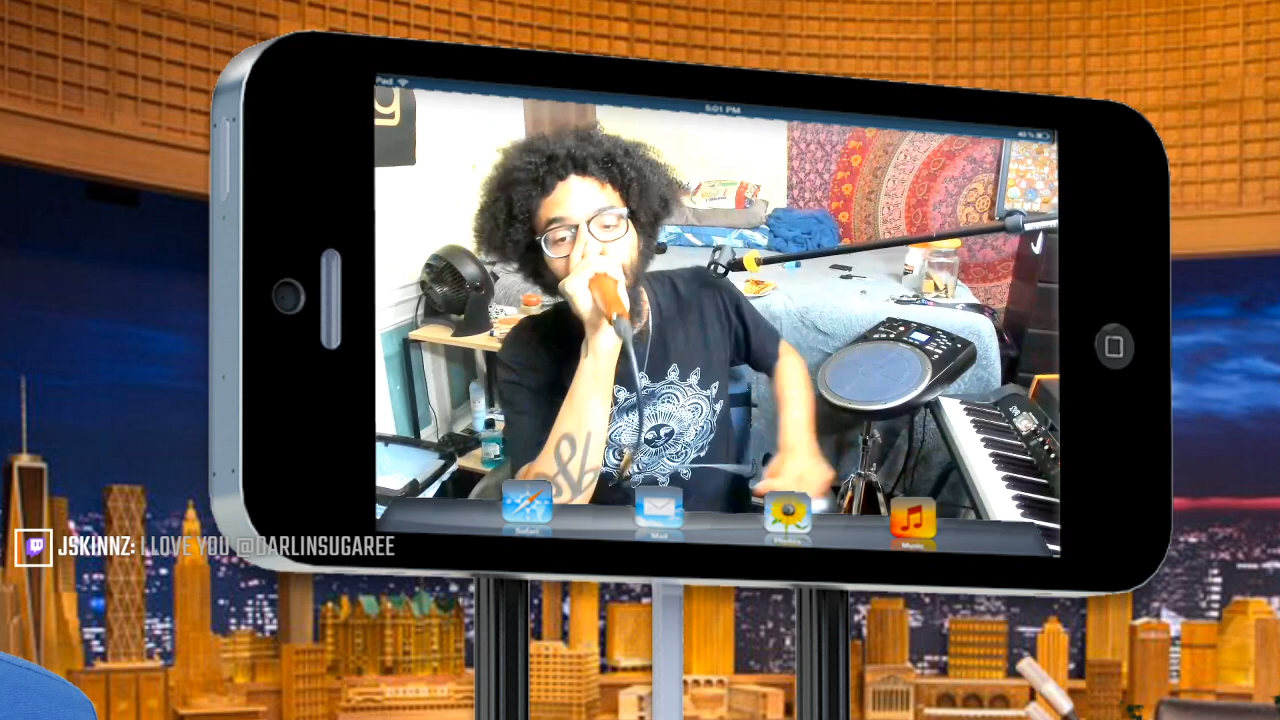 iPad
5:01 PM
g
JSKINNZ: I LOVE YOU @DARLINSUGAREE
Safari
Mail
Photos
Music